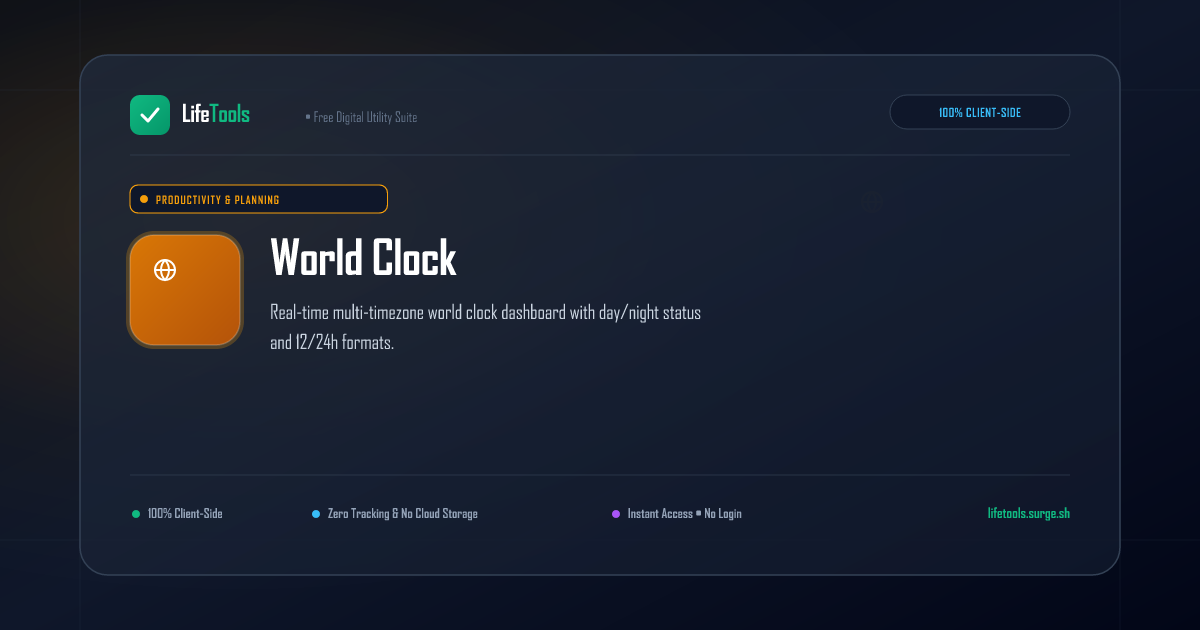 LifeTools
▪ Free Digital Utility Suite
100% CLIENT-SIDE
PRODUCTIVITY & PLANNING
World Clock
Real-time multi-timezone world clock dashboard with day/night status
and 12/24h formats.
100% Client-Side
Zero Tracking & No Cloud Storage
Instant Access ▪ No Login
lifetools.surge.sh